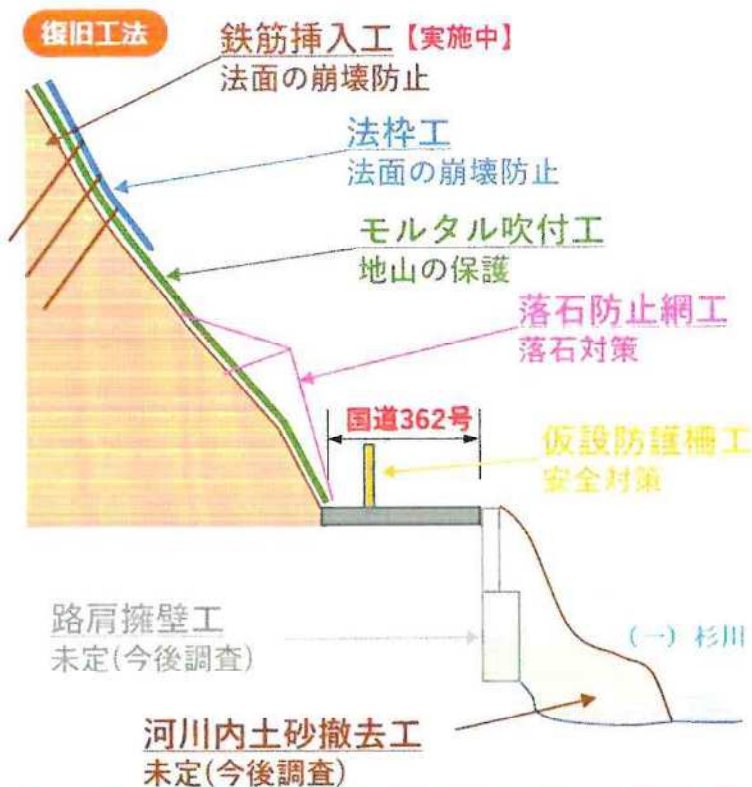 復旧工法
鉄筋挿入工【実施中】
法面の崩壊防止
法枠工
法面の崩壊防止
モルタル吹付工
地山の保護
落石防止網工
落石対策
国道362号
仮設防護柵工
安全対策
路肩擁壁工
未定(今後調査)
(一) 杉川
河川内土砂撤去工
未定(今後調査)